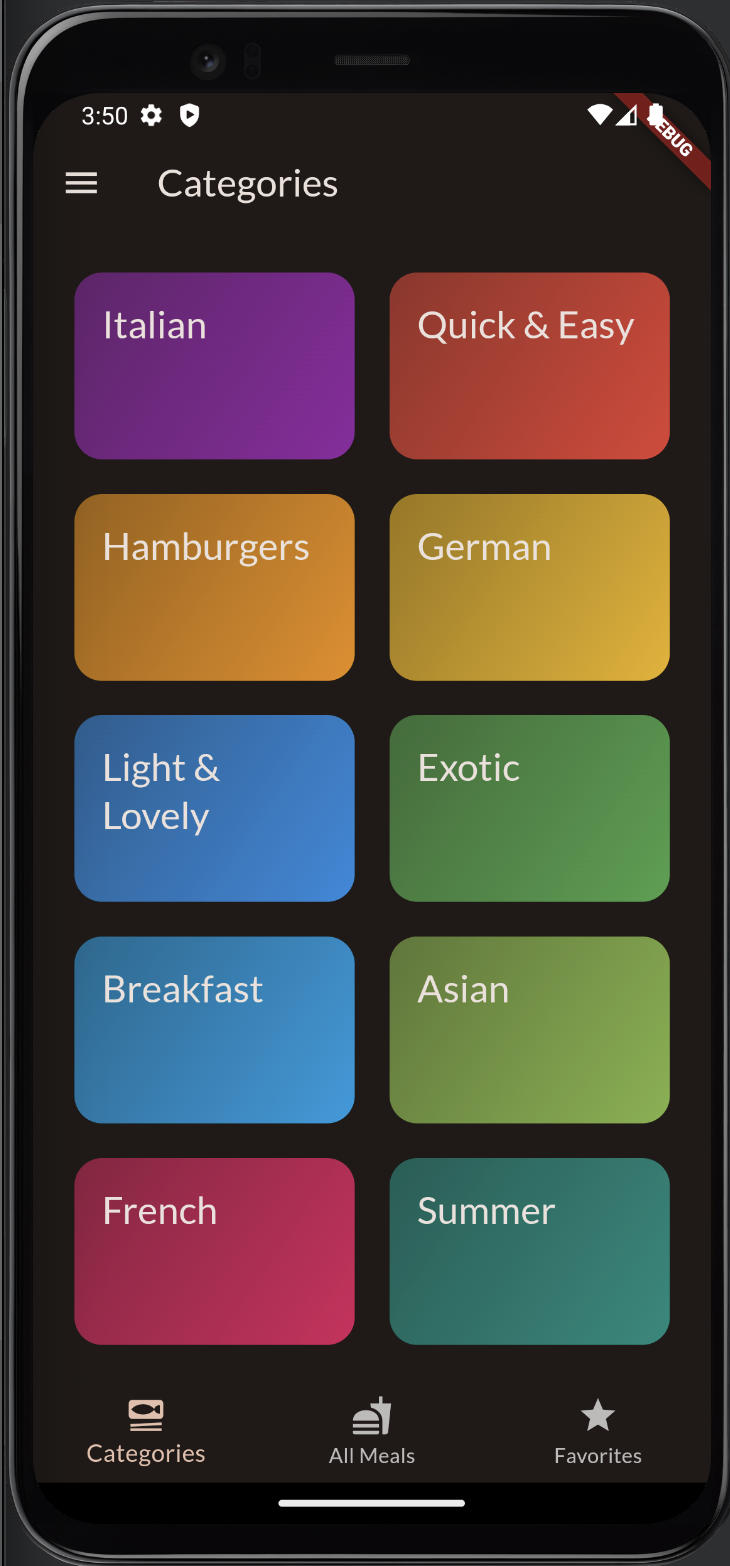 3:50
DEBUG
Categories
Italian
Quick & Easy
Hamburgers
German
Light &
Lovely
Exotic
Breakfast
Asian
French
Summer
Categories
All Meals
Favorites